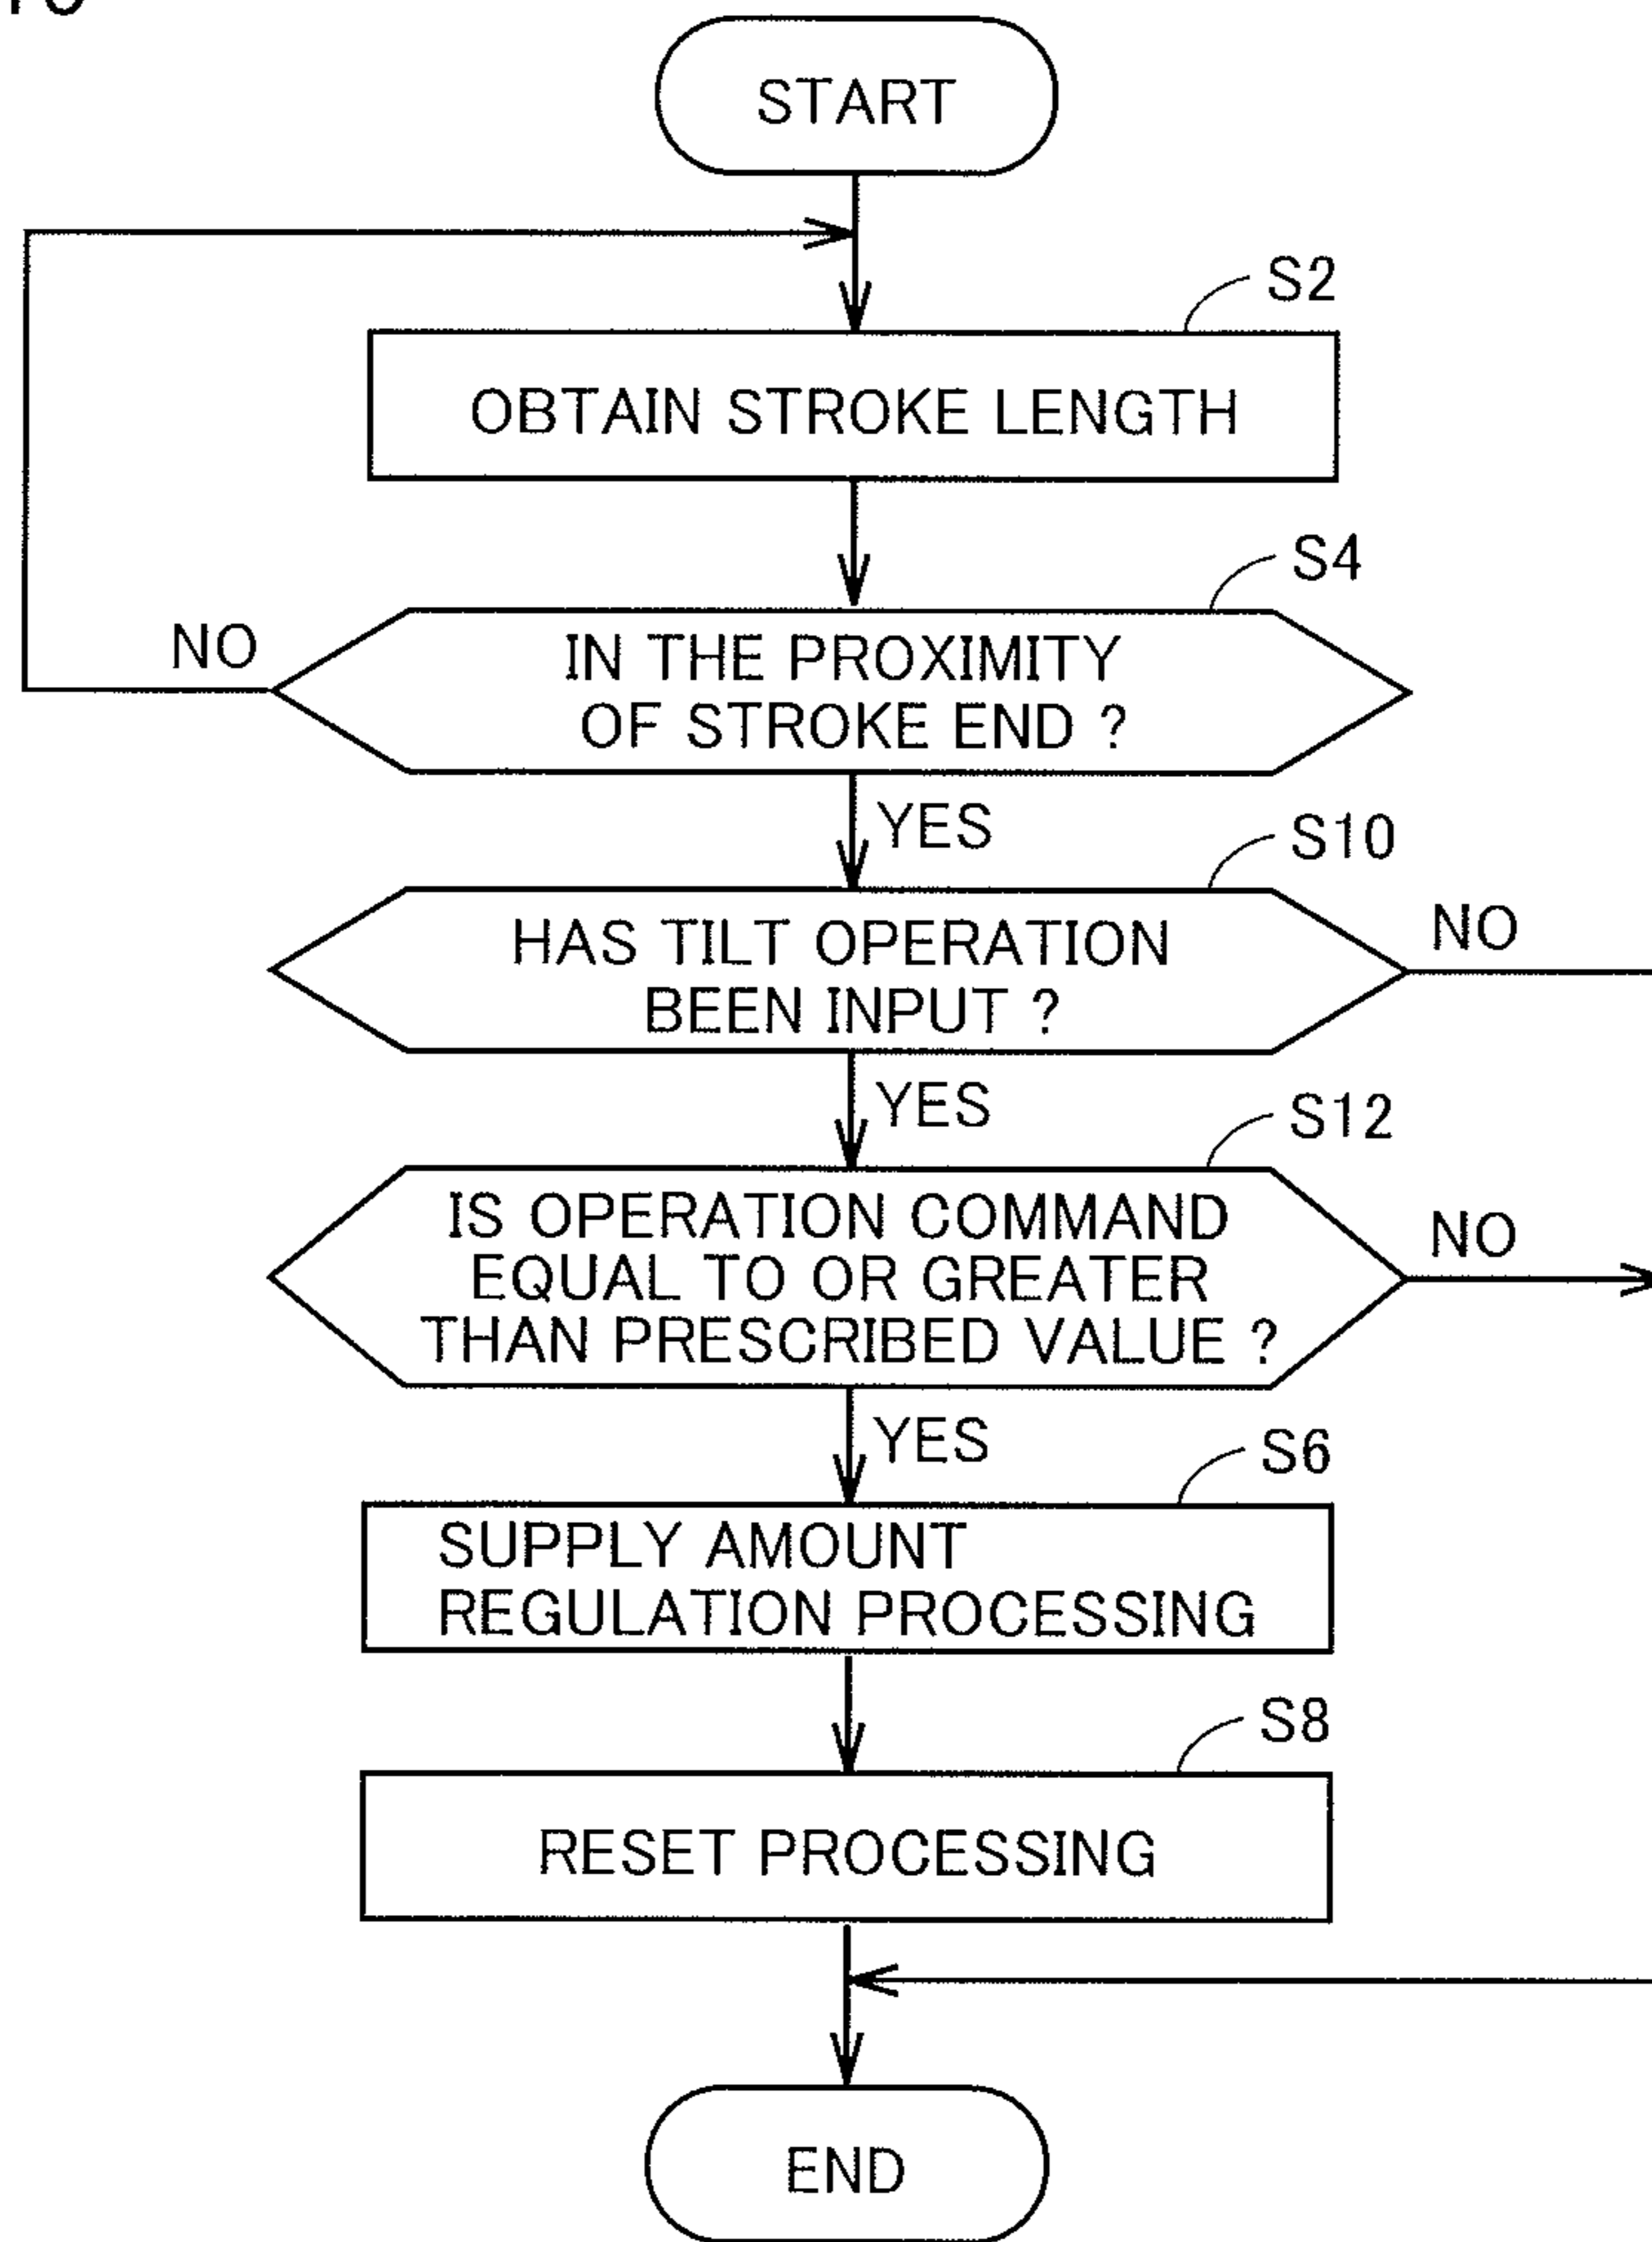 START
S2
OBTAIN STROKE LENGTH
S4
NO
IN THE PROXIMITY
OF STROKE END ?
YES
S10
HAS TILT OPERATION
BEEN INPUT ?
NO
YES
S12
IS OPERATION COMMAND
EQUAL TO OR GREATER
THAN PRESCRIBED VALUE ?
NO
YES
S6
SUPPLY AMOUNT
REGULATION PROCESSING
S8
RESET PROCESSING
END